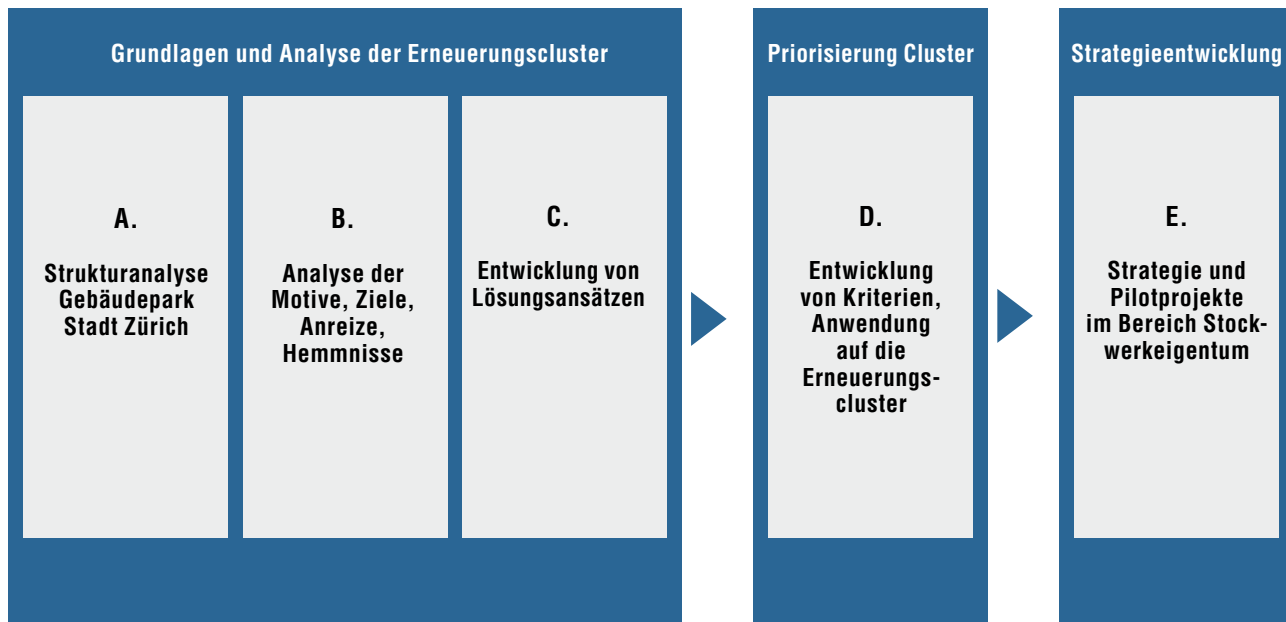 Grundlagen und Analyse der Erneuerungscluster
A.
Strukturanalyse
Gebäudepark
Stadt Zürich
B.
Analyse der
Motive, Ziele,
Anreize,
Hemmnisse
C.
Entwicklung von
Lösungsansätzen
Priorisierung Cluster
D.
Entwicklung
von Kriterien,
Anwendung
auf die
Erneuerungs-
cluster
Strategieentwicklung
E.
Strategie und
Pilotprojekte
im Bereich Stock-
werkeigentum